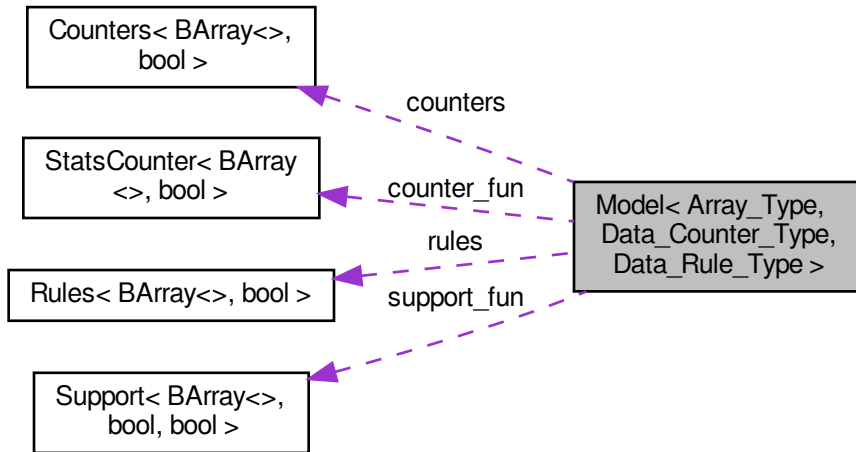 Counters< BArray<>,
bool >
counters
StatsCounter< BArray
<>, bool >
counter_fun
Model< Array_Type,
Data_Counter_Type,
Data_Rule_Type >
rules
Rules< BArray<>, bool >
support_fun
Support< BArray<>,
bool, bool >